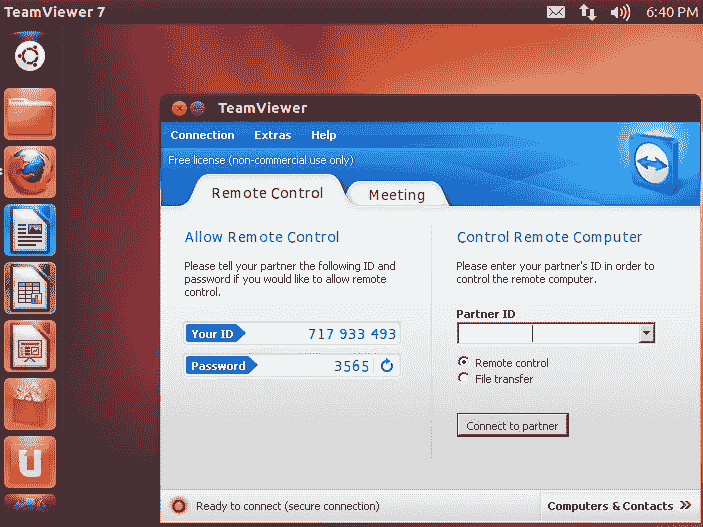 TeamViewer 7
6:40 PM
TeamViewer
Connection Extras Help
Free license (non-commercial use only)
Remote Control
Meeting
Allow Remote Control
Please tell your partner the following ID and
password if you would like to allow remote
control.
Your ID 717 933 493
Password 3565
Control Remote Computer
Please enter your partner's ID in order to
control the remote computer.
Partner ID
Remote control
File transfer
Connect to partner
Ready to connect (secure connection)
Computers & Contacts >>